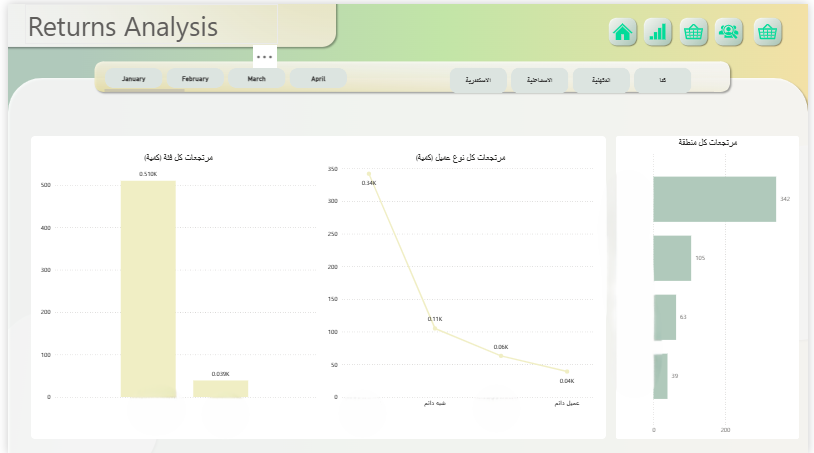 Returns Analysis
January
February
March
April
الاسكندرية
الاسماعيلية
الدقهلية
قنا
مرتجعات كل فئة (كمية)
500
400
300
200
100
0
0.510K
0.039K
مرتجعات كل نوع عميل (كمية)
350
300
250
200
150
100
50
0
0.34K
0.11K
0.06K
0.04K
شبه دائم
عميل دائم
مرتجعات كل منطقة
342
105
63
39
0
200